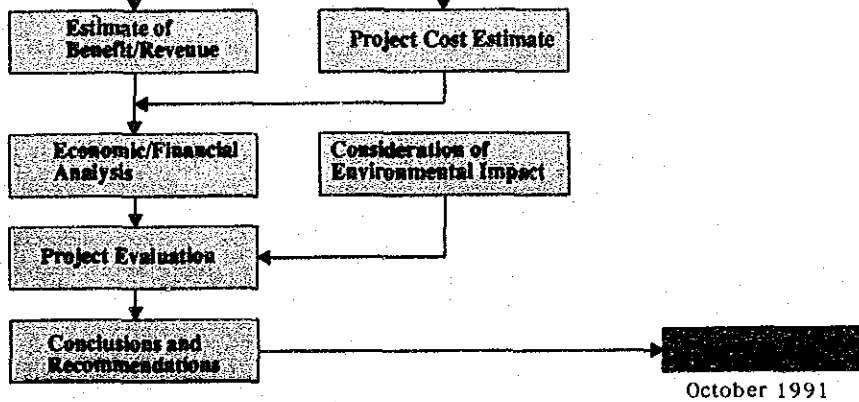 Estimate of
Benefit/Revenue
Project Cost Estimate
Economic/Financial
Analysis
Consideration of
Environmental Impact
Project Evaluation
Conclusions and
Recommendations
October 1991